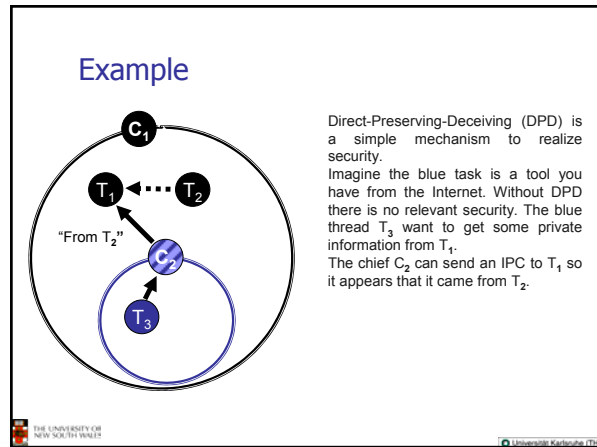 Example
C1
T1
T2
"From T2"
C2
T3
Direct-Preserving-Deceiving (DPD) is
a simple mechanism to realize
security.
Imagine the blue task is a tool you
have from the Internet. Without DPD
there is no relevant security. The blue
thread T3 want to get some private
information from T1.
The chief C2 can send an IPC to T1 so
it appears that it came from T2.
THE UNIVERSITY OF
NEW SOUTH WALES
Universität Karlsruhe (TH